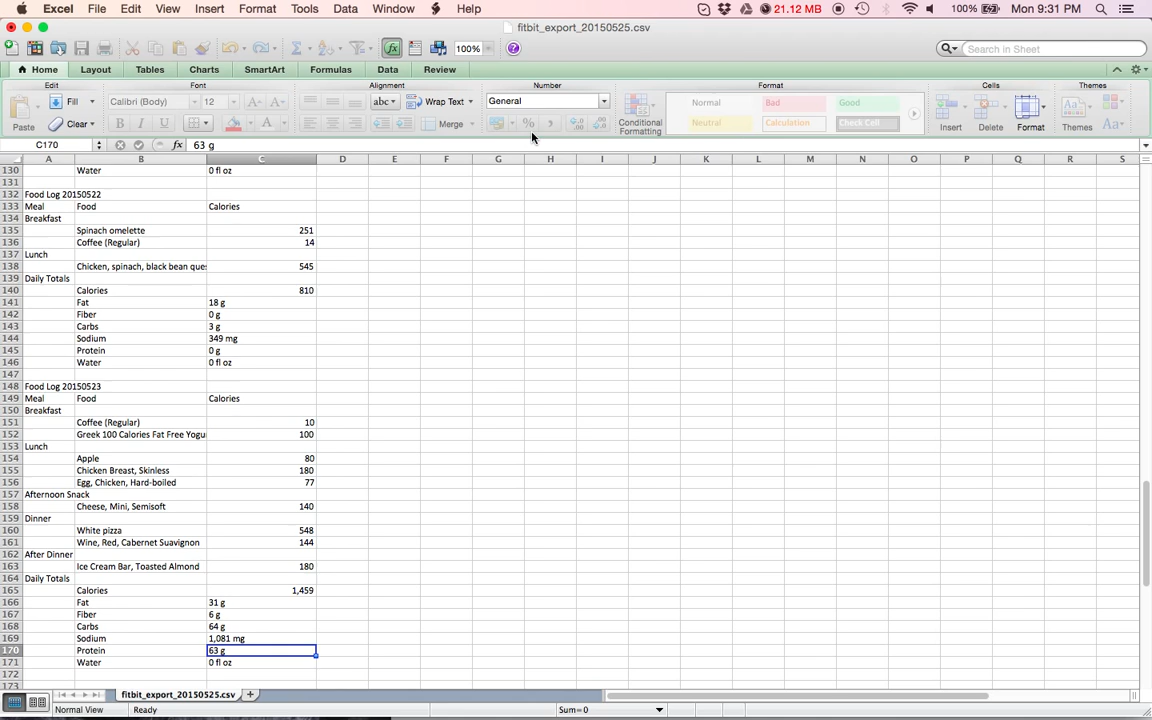 Excel File Edit View Insert Format Tools Data Window Help 21.12 MB 100% Mon 9:31 PM
fitbit_export_20150525.csv
100% Search in Sheet
Home Layout Tables Charts SmartArt Formulas Data Review
Edit Font Alignment Number Format Cells Themes
Fill Calibri (Body) 12 abc Wrap Text General Normal Bad Good
Paste Clear B I U Merge % Conditional Formatting Neutral Calculation Check Cell Insert Delete Format Themes Aa
C170 fx 63 g
A B C D E F G H I J K L M N O P Q R S
130 Water 0 fl oz
131
132 Food Log 20150522
133 Meal Food Calories
134 Breakfast
135 Spinach omelette 251
136 Coffee (Regular) 14
137 Lunch
138 Chicken, spinach, black bean que 545
139 Daily Totals
140 Calories 810
141 Fat 18 g
142 Fiber 0 g
143 Carbs 3 g
144 Sodium 349 mg
145 Protein 0 g
146 Water 0 fl oz
147
148 Food Log 20150523
149 Meal Food Calories
150 Breakfast
151 Coffee (Regular) 10
152 Greek 100 Calories Fat Free Yogu 100
153 Lunch
154 Apple 80
155 Chicken Breast, Skinless 180
156 Egg, Chicken, Hard-boiled 77
157 Afternoon Snack
158 Cheese, Mini, Semisoft 140
159 Dinner
160 White pizza 548
161 Wine, Red, Cabernet Suavignon 144
162 After Dinner
163 Ice Cream Bar, Toasted Almond 180
164 Daily Totals
165 Calories 1,459
166 Fat 31 g
167 Fiber 6 g
168 Carbs 64 g
169 Sodium 1,081 mg
170 Protein 63 g
171 Water 0 fl oz
172
173
fitbit_export_20150525.csv
Normal View Ready Sum=0